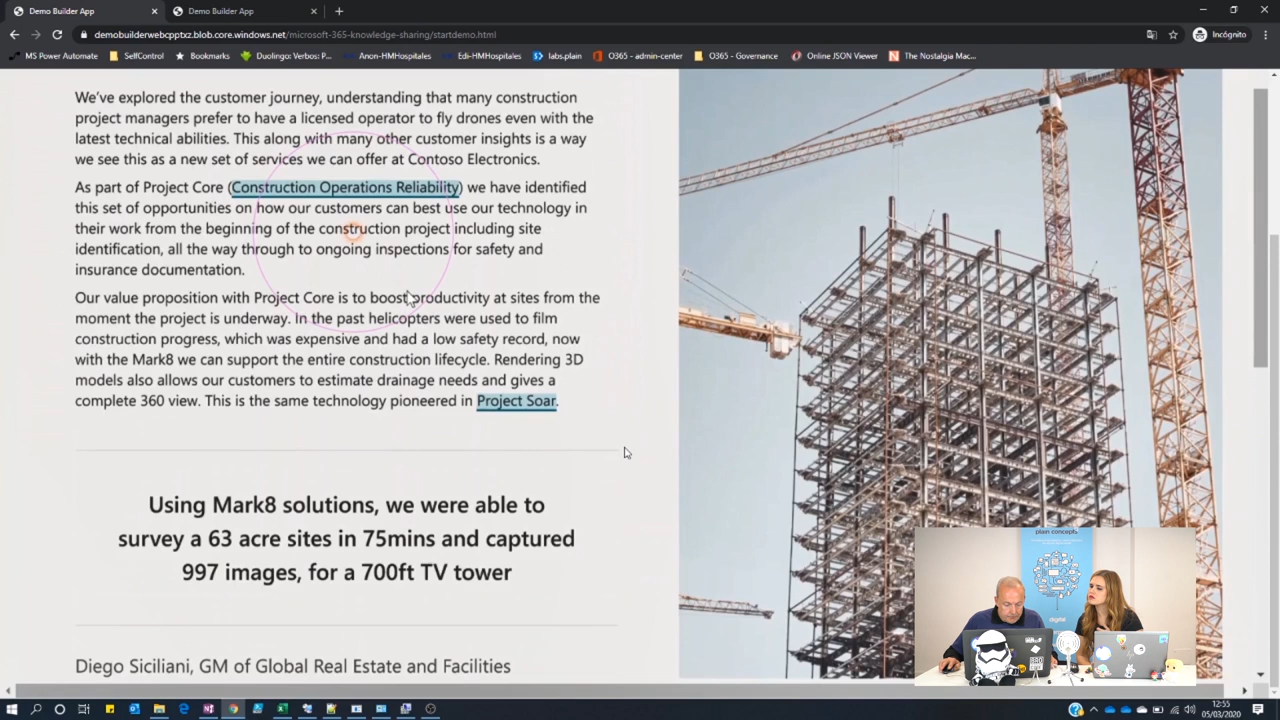 Demo Builder App
Demo Builder App
demobuilderwebcpptxz.blob.core.windows.net/microsoft-365-knowledge-sharing/startdemo.html
Incógnito
MS Power Automate
SelfControl
Bookmarks
Duolingo: Verbos: P...
Anon-HMHospitales
Edi-HMHospitales
labs.plain
O365 - admin-center
O365 - Governance
Online JSON Viewer
The Nostalgia Mac...
We've explored the customer journey, understanding that many construction
project managers prefer to have a licensed operator to fly drones even with the
latest technical abilities. This along with many other customer insights is a way
we see this as a new set of services we can offer at Contoso Electronics.
As part of Project Core (Construction Operations Reliability) we have identified
this set of opportunities on how our customers can best use our technology in
their work from the beginning of the construction project including site
identification, all the way through to ongoing inspections for safety and
insurance documentation.
Our value proposition with Project Core is to boost productivity at sites from the
moment the project is underway. In the past helicopters were used to film
construction progress, which was expensive and had a low safety record, now
with the Mark8 we can support the entire construction lifecycle. Rendering 3D
models also allows our customers to estimate drainage needs and gives a
complete 360 view. This is the same technology pioneered in Project Soar.
Using Mark8 solutions, we were able to
survey a 63 acre sites in 75mins and captured
997 images, for a 700ft TV tower
Diego Siciliani, GM of Global Real Estate and Facilities
plain concepts
digital
12:55
05/03/2020